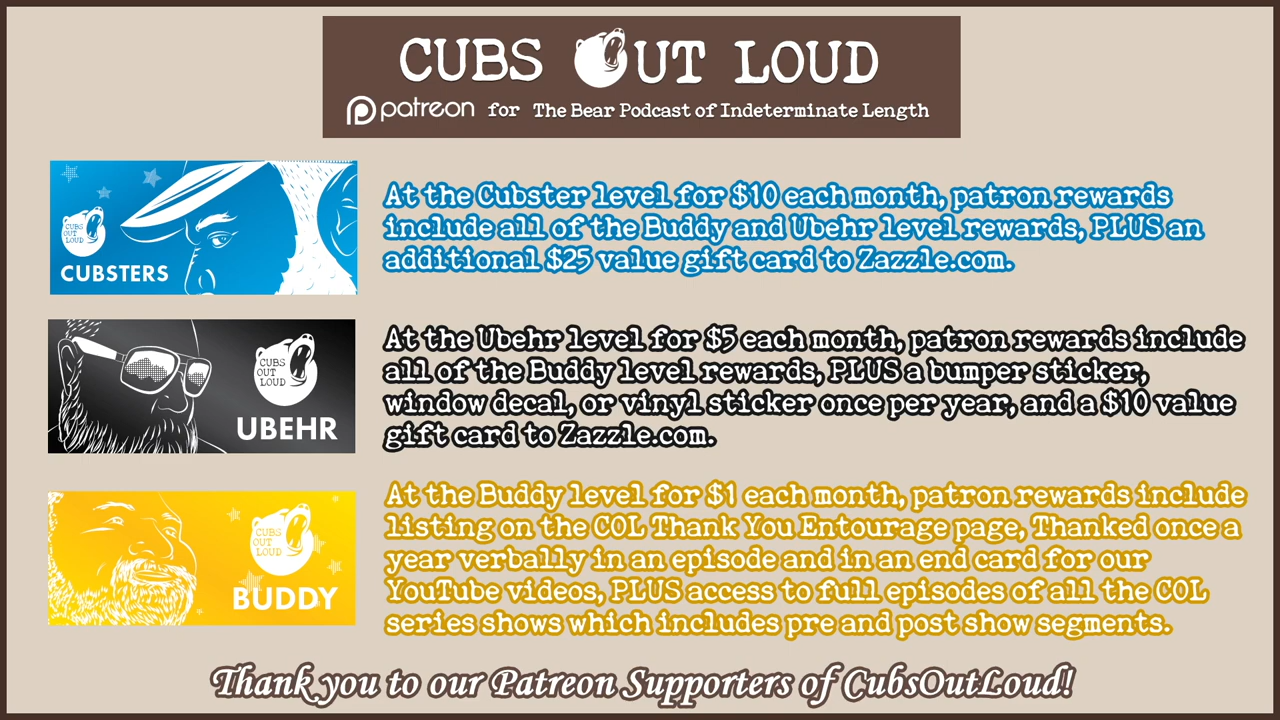 CUBS OUT LOUD
patreon for The Bear Podcast of Indeterminate Length
CUBS
OUT
LOUD
CUBSTERS
At the Cubster level for $10 each month, patron rewards
include all of the Buddy and Ubehr level rewards, PLUS an
additional $25 value gift card to Zazzle.com.
CUBS
OUT
LOUD
UBEHR
At the Ubehr level for $5 each month, patron rewards include
all of the Buddy level rewards, PLUS a bumper sticker,
window decal, or vinyl sticker once per year, and a $10 value
gift card to Zazzle.com.
CUBS
OUT
LOUD
BUDDY
At the Buddy level for $1 each month, patron rewards include
listing on the COL Thank You Entourage page, Thanked once a
year verbally in an episode and in an end card for our
YouTube videos, PLUS access to full episodes of all the COL
series shows which includes pre and post show segments.
Thank you to our Patreon Supporters of CubsOutLoud!